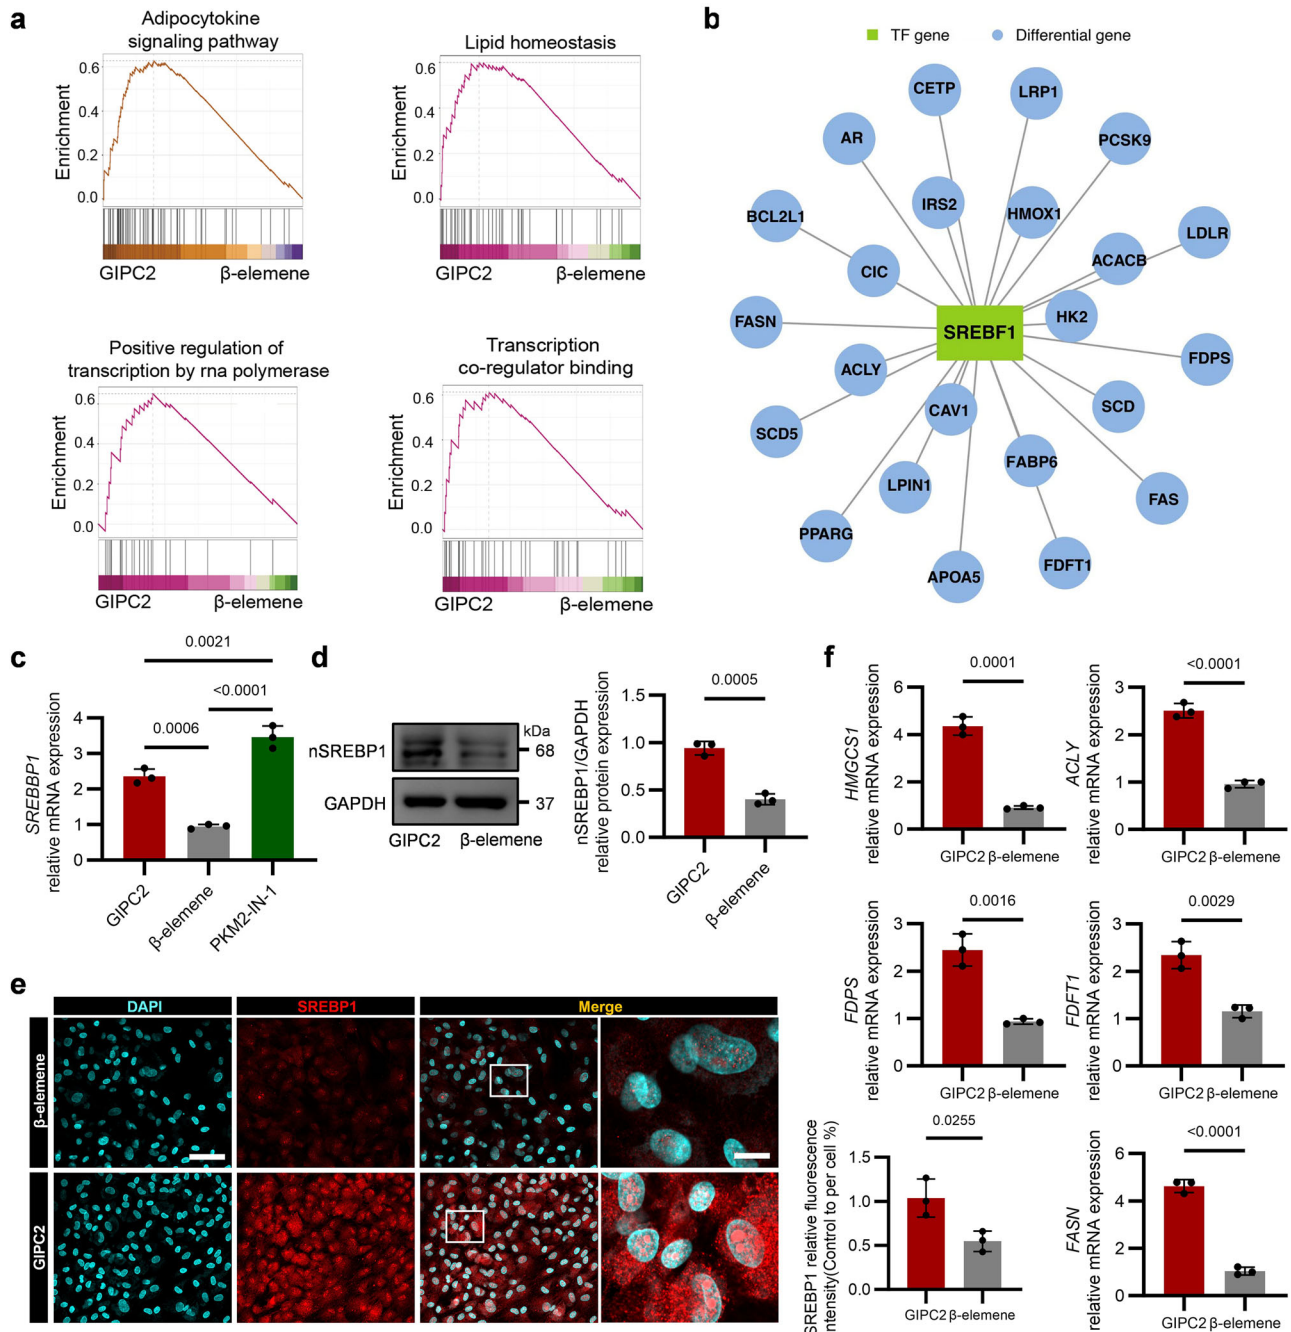 a
Adipocytokine
signaling pathway
Enrichment
0.6
0.4
0.2
0.0
GIPC2
β-elemene
Lipid homeostasis
Enrichment
0.6
0.4
0.2
0.0
GIPC2
β-elemene
Positive regulation of
transcription by rna polymerase
Enrichment
0.6
0.4
0.2
0.0
GIPC2
β-elemene
Transcription
co-regulator binding
Enrichment
0.6
0.4
0.2
0.0
GIPC2
β-elemene
b
TF gene
Differential gene
CETP
LRP1
AR
PCSK9
IRS2
HMOX1
BCL2L1
LDLR
CIC
ACACB
FASN
SREBF1
HK2
FDPS
ACLY
SCD
CAV1
SCD5
FABP6
LPIN1
FAS
PPARG
APOA5
FDFT1
c
0.0021
<0.0001
0.0006
SREBBP1
relative mRNA expression
4
3
2
1
0
GIPC2
β-elemene
PKM2-IN-1
d
kDa
nSREBP1
68
GAPDH
37
GIPC2
β-elemene
nSREBP1/GAPDH
relative protein expression
0.0005
1.5
1.0
0.5
0.0
GIPC2
β-elemene
e
DAPI
SREBP1
Merge
β-elemene
GIPC2
SREBP1 relative fluorescence
intensity(Control to per cell %)
0.0255
1.5
1.0
0.5
0.0
GIPC2 β-elemene
f
HMGCS1
relative mRNA expression
0.0001
6
4
2
0
GIPC2 β-elemene
ACLY
relative mRNA expression
<0.0001
3
2
1
0
GIPC2 β-elemene
FDPS
relative mRNA expression
0.0016
3
2
1
0
GIPC2 β-elemene
FDFT1
relative mRNA expression
0.0029
3
2
1
0
GIPC2 β-elemene
FASN
relative mRNA expression
<0.0001
6
4
2
0
GIPC2 β-elemene